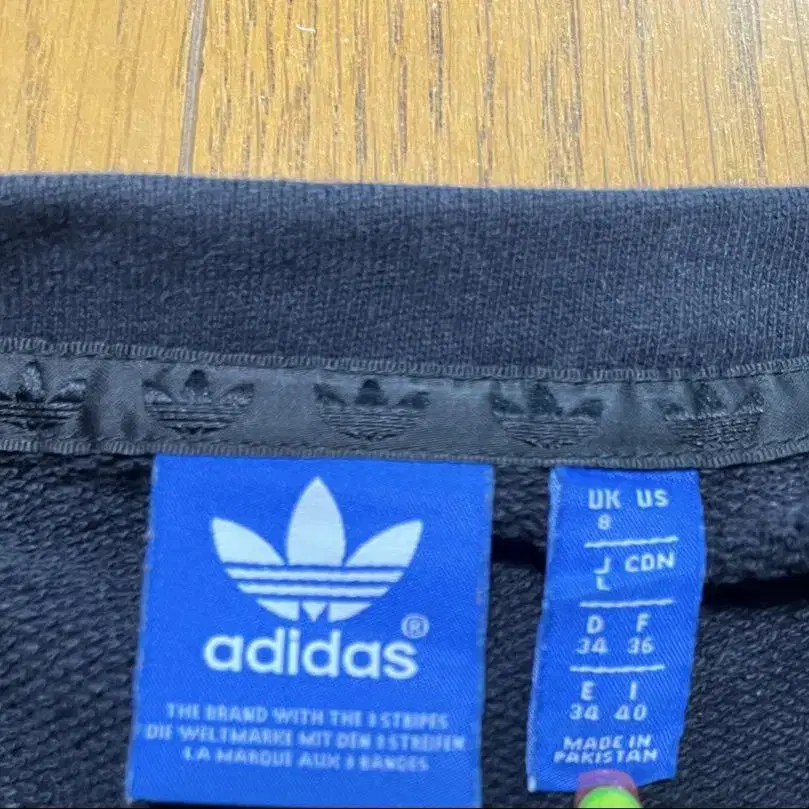 adidas®
THE BRAND WITH THE 3 STRIPES
DIE WELTMARKE MIT DEN 3 STREIFEN
LA MARQUE AUX 3 BANDES
UK US
8
J CDN
L
D F
34 36
E I
34 40
MADE IN
PAKISTAN